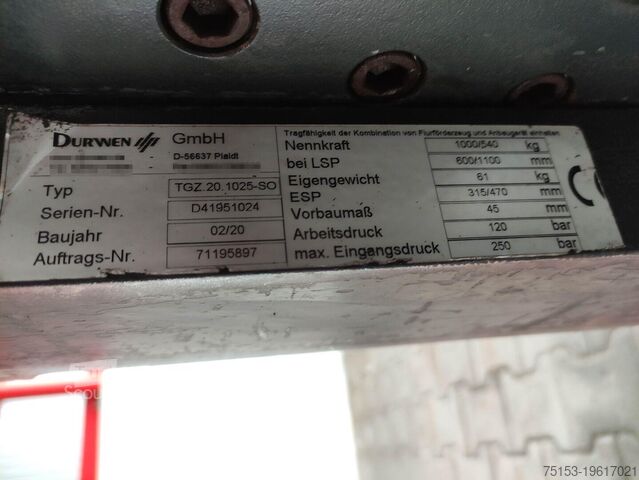 DURWEN GmbH
D-56637 Plaidt
Typ TGZ.20.1025-SO
Serien-Nr. D41951024
Baujahr 02/20
Auftrags-Nr. 71195897
Tragfähigkeit der Kombination von Flurförderzeug und Anbaugerät einhalten
Nennkraft 1000/540 kg
bei LSP 600/1100 mm
Eigengewicht 61 kg
ESP 315/470 mm
Vorbaumaß 45 mm
Arbeitsdruck 120 bar
max. Eingangsdruck 250 bar
C
75153-19617021